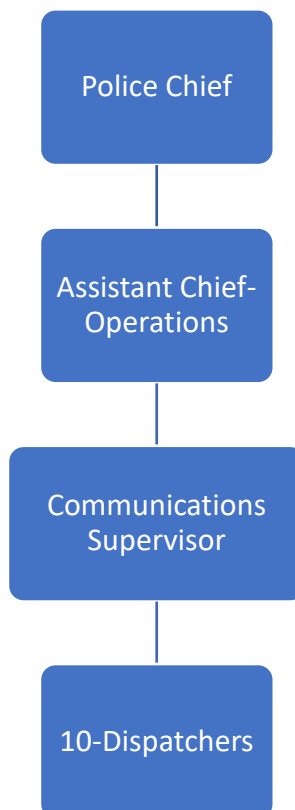 Police Chief
Assistant Chief-
Operations
Communications
Supervisor
10-Dispatchers